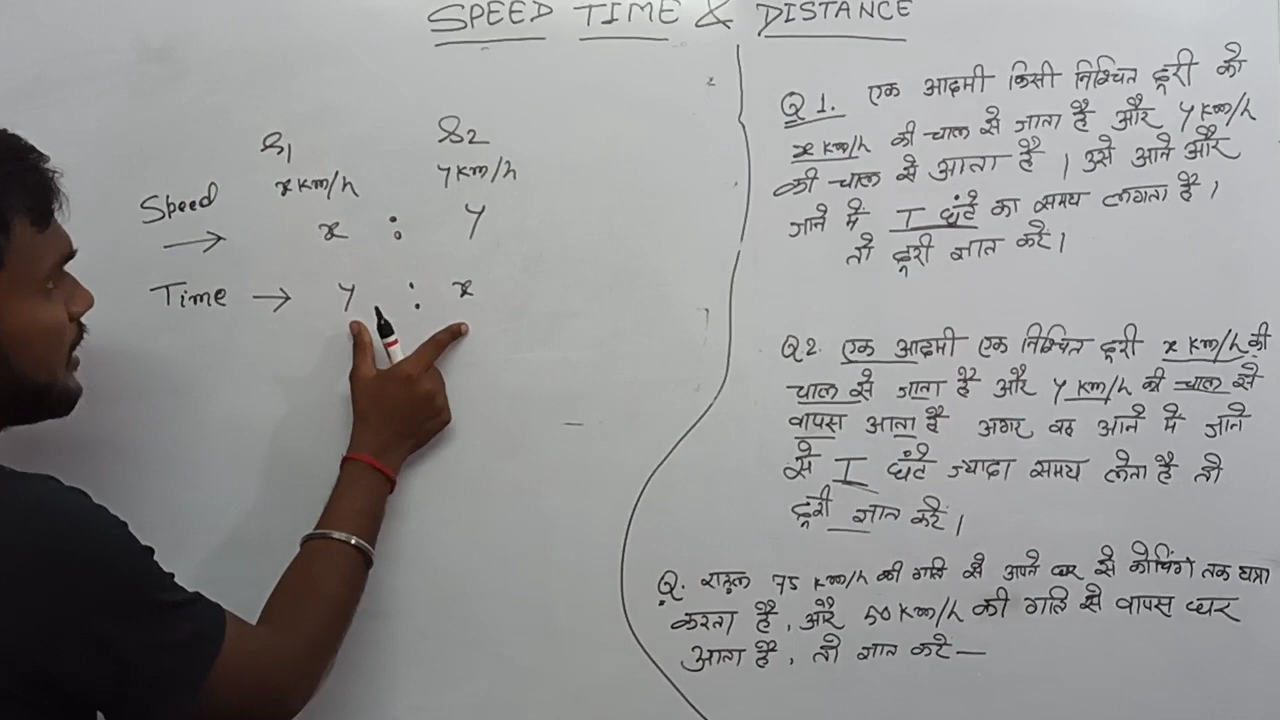 SPEED TIME & DISTANCE
S1 S2
x Km/h y Km/h
Speed
→ x : y
Time → y : x
Q 1. एक आदमी किसी निश्चित दूरी को
x Km/h की चाल से जाता है और y Km/h
की चाल से आता है। उसे आने और
जाने में T घंटे का समय लगता है।
तो दूरी ज्ञात करें।
Q2. एक आदमी एक निश्चित दूरी x Km/h की
चाल से जाता है और y Km/h की चाल से
वापस आता है अगर वह आने में जाने
से T घंटे ज्यादा समय लेता है तो
दूरी ज्ञात करें।
Q. राहुल 75 Km/h की गति से अपने घर से कोचिंग तक यात्रा
करता है, और 50 Km/h की गति से वापस घर
आता है, तो ज्ञात करें —